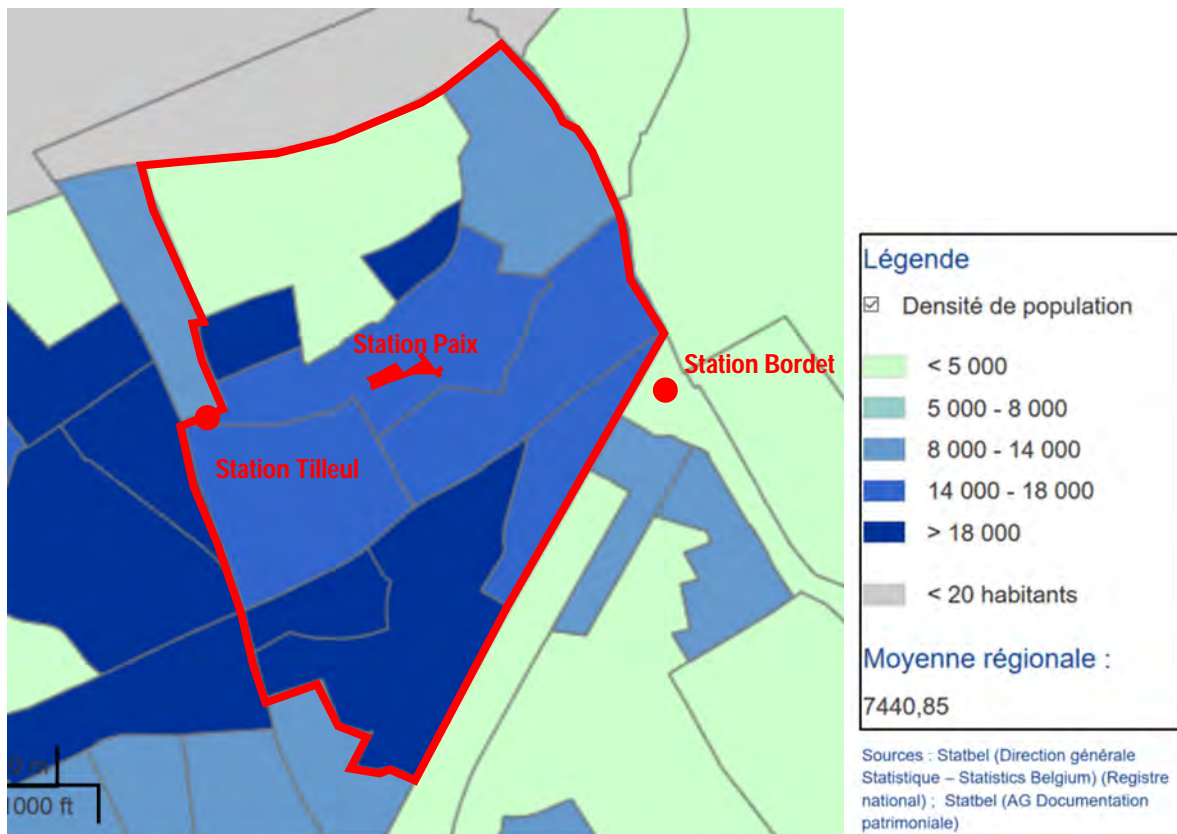 Station Paix
Station Bordet
Station Tilleul
0 m
1000 ft
Légende
Densité de population
< 5 000
5 000 - 8 000
8 000 - 14 000
14 000 - 18 000
> 18 000
< 20 habitants
Moyenne régionale :
7440,85
Sources : Statbel (Direction générale
Statistique – Statistics Belgium) (Registre
national) ; Statbel (AG Documentation
patrimoniale)